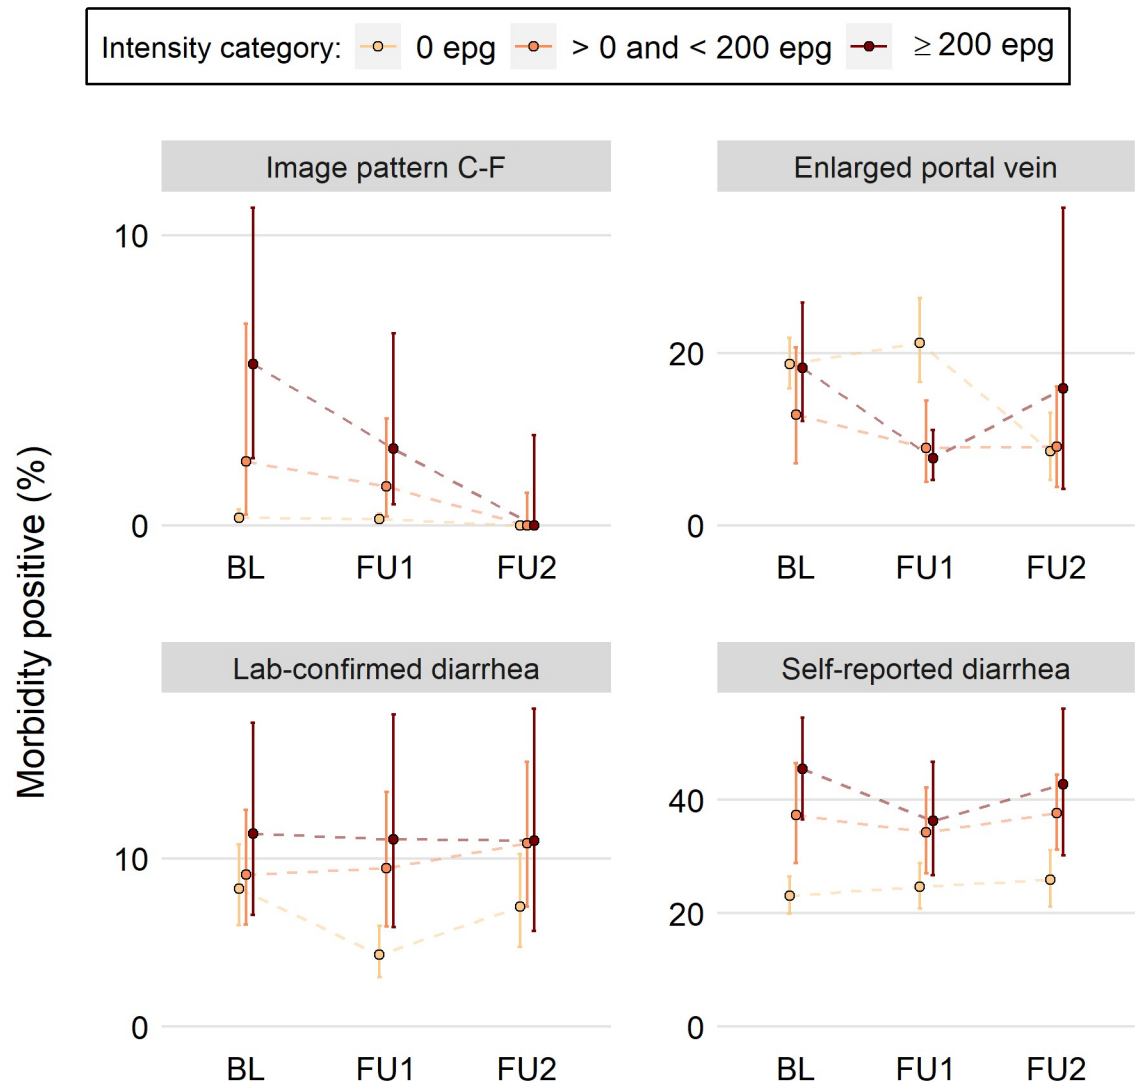 Intensity category: 0 epg > 0 and < 200 epg ≥ 200 epg
Image pattern C-F
Enlarged portal vein
10
0
20
0
BL FU1 FU2
BL FU1 FU2
Morbidity positive (%)
Lab-confirmed diarrhea
Self-reported diarrhea
10
0
40
20
0
BL FU1 FU2
BL FU1 FU2